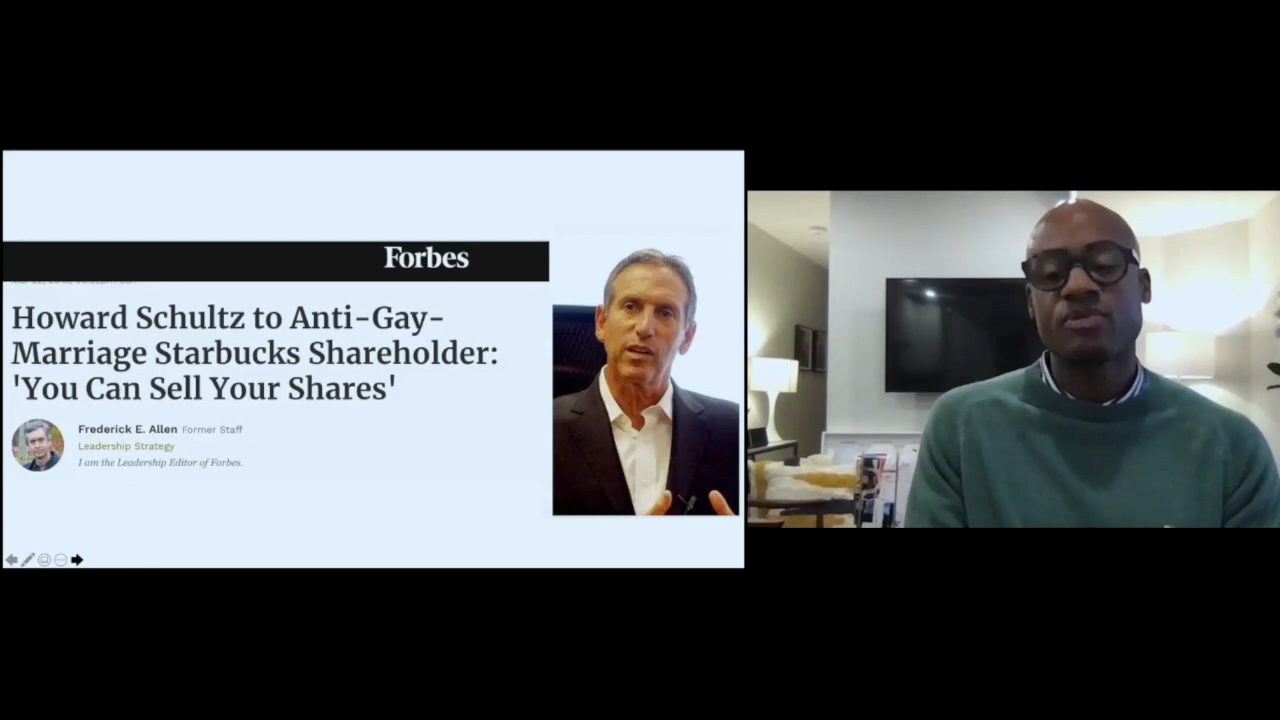 Forbes
Howard Schultz to Anti-Gay-
Marriage Starbucks Shareholder:
'You Can Sell Your Shares'
Frederick E. Allen Former Staff
Leadership Strategy
I am the Leadership Editor of Forbes.